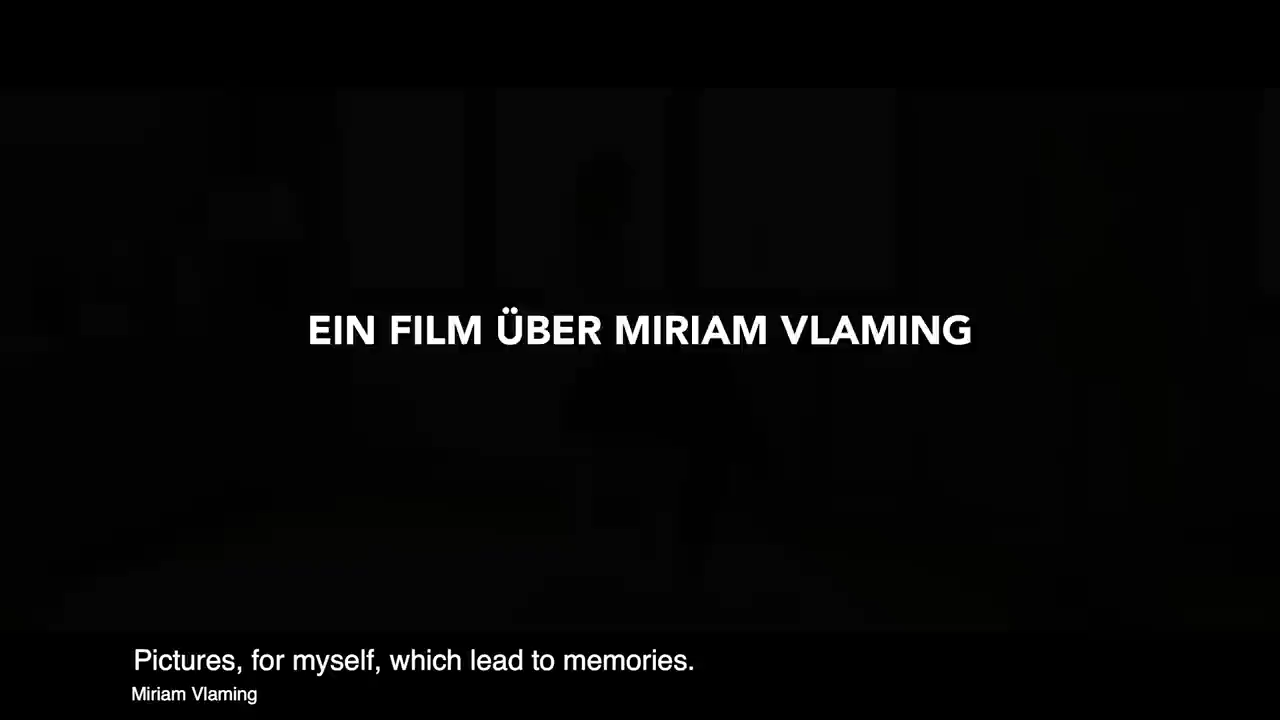 EIN FILM ÜBER MIRIAM VLAMING
Pictures, for myself, which lead to memories.
Miriam Vlaming